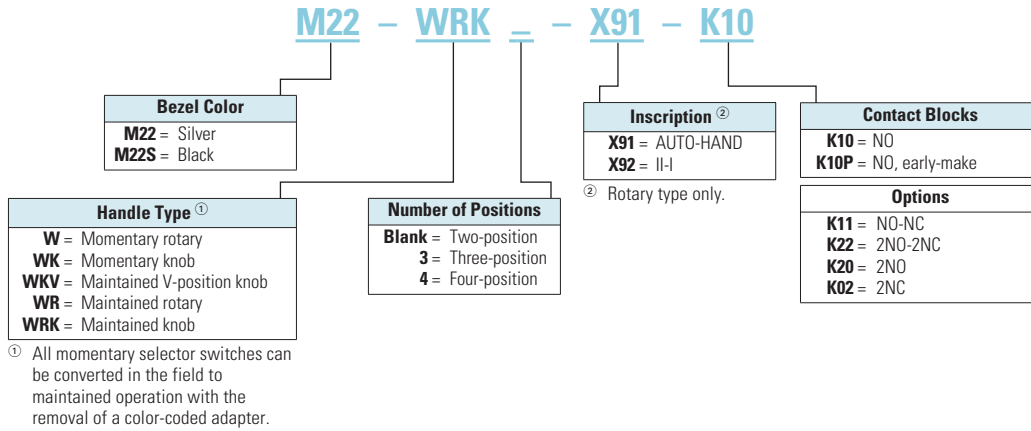 M22 – WRK _ – X91 – K10
Bezel Color
M22 = Silver
M22S = Black
Handle Type ①
W = Momentary rotary
WK = Momentary knob
WKV = Maintained V-position knob
WR = Maintained rotary
WRK = Maintained knob
① All momentary selector switches can
be converted in the field to
maintained operation with the
removal of a color-coded adapter.
Number of Positions
Blank = Two-position
3 = Three-position
4 = Four-position
Inscription ②
X91 = AUTO-HAND
X92 = II-I
② Rotary type only.
Contact Blocks
K10 = NO
K10P = NO, early-make
Options
K11 = NO-NC
K22 = 2NO-2NC
K20 = 2NO
K02 = 2NC